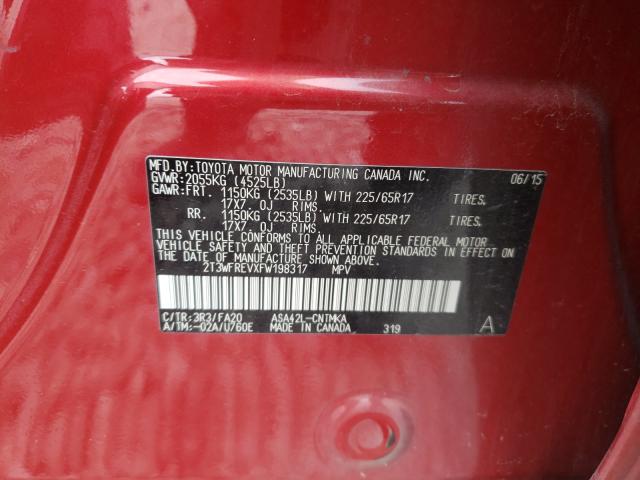 MFD.BY:TOYOTA MOTOR MANUFACTURING CANADA INC. 06/15
GVWR:2055KG (4525LB)
GAWR:FRT. 1150KG (2535LB) WITH 225/65R17 TIRES,
17X7.0J RIMS.
RR. 1150KG (2535LB) WITH 225/65R17 TIRES,
17X7.0J RIMS.
THIS VEHICLE CONFORMS TO ALL APPLICABLE FEDERAL MOTOR
VEHICLE SAFETY AND THEFT PREVENTION STANDARDS IN EFFECT ON
THE DATE OF MANUFACTURE SHOWN ABOVE.
2T3WFREVXFW198317 MPV
C/TR:3R3/FA20 ASA42L-CNTMKA
A/TM:-02A/U760E MADE IN CANADA 319 A